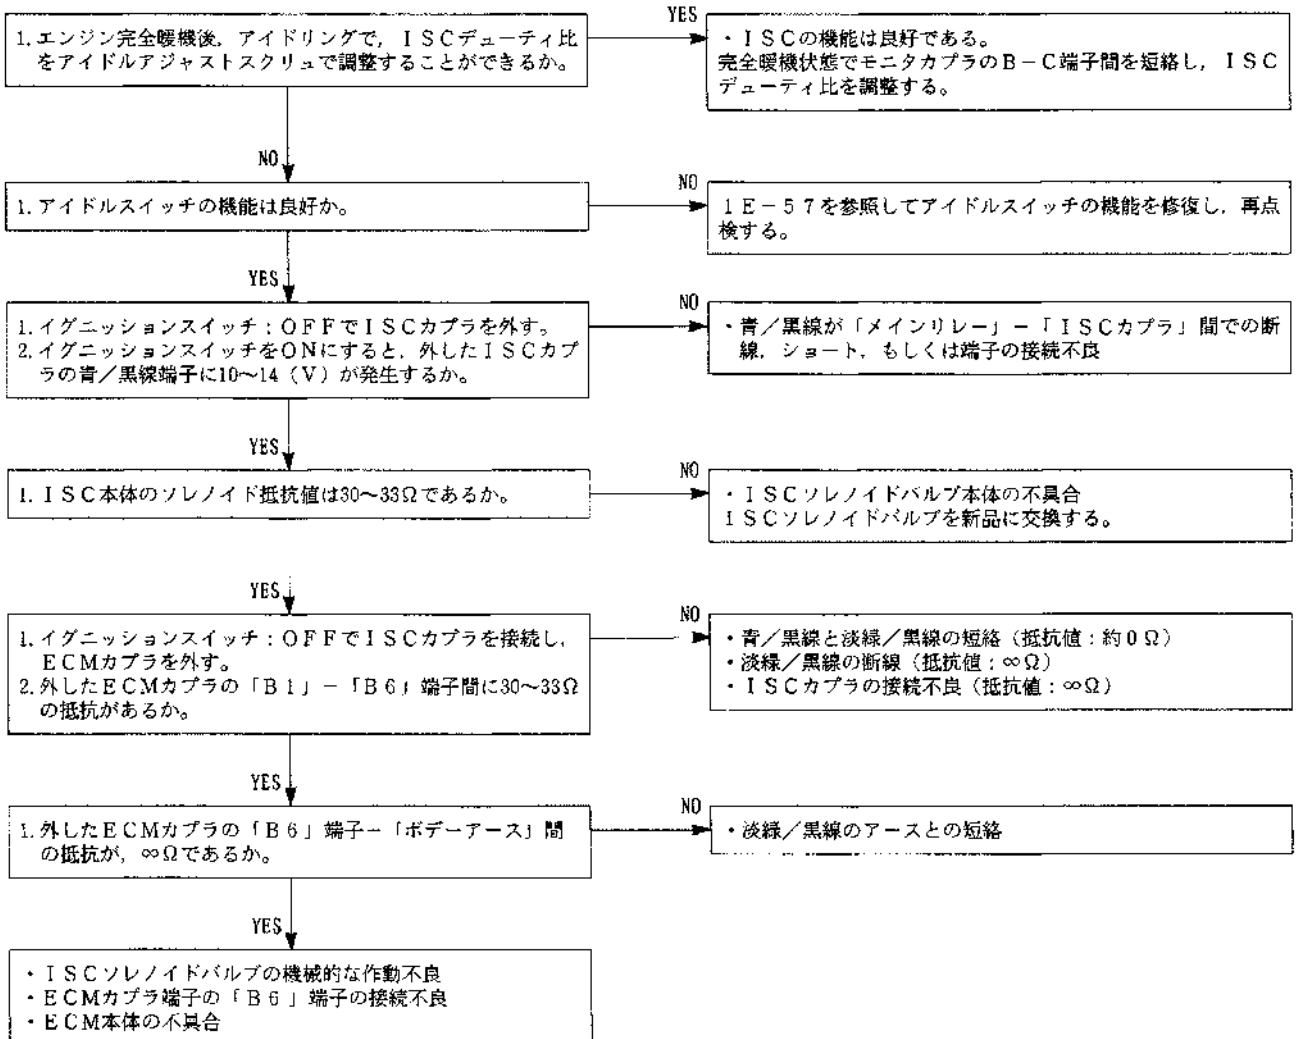 1. エンジン完全暖機後，アイドリングで，ＩＳＣデューティ比
をアイドルアジャストスクリュで調整することができるか。
YES
・ＩＳＣの機能は良好である。
完全暖機状態でモニタカプラのＢ－Ｃ端子間を短絡し，ＩＳＣ
デューティ比を調整する。
NO
1. アイドルスイッチの機能は良好か。
NO
１Ｅ－５７を参照してアイドルスイッチの機能を修復し，再点
検する。
YES
1. イグニッションスイッチ：ＯＦＦでＩＳＣカプラを外す。
2. イグニッションスイッチをＯＮにすると，外したＩＳＣカプ
ラの青／黒線端子に10～14（Ｖ）が発生するか。
NO
・青／黒線が「メインリレー」－「ＩＳＣカプラ」間での断
線，ショート，もしくは端子の接続不良
YES
1. ＩＳＣ本体のソレノイド抵抗値は30～33Ωであるか。
NO
・ＩＳＣソレノイドバルブ本体の不具合
ＩＳＣソレノイドバルブを新品に交換する。
YES
1. イグニッションスイッチ：ＯＦＦでＩＳＣカプラを接続し，
ＥＣＭカプラを外す。
2. 外したＥＣＭカプラの「Ｂ１」－「Ｂ６」端子間に30～33Ω
の抵抗があるか。
NO
・青／黒線と淡緑／黒線の短絡（抵抗値：約０Ω）
・淡緑／黒線の断線（抵抗値：∞Ω）
・ＩＳＣカプラの接続不良（抵抗値：∞Ω）
YES
1. 外したＥＣＭカプラの「Ｂ６」端子－「ボデーアース」間
の抵抗が，∞Ωであるか。
NO
・淡緑／黒線のアースとの短絡
YES
・ＩＳＣソレノイドバルブの機械的な作動不良
・ＥＣＭカプラ端子の「Ｂ６」端子の接続不良
・ＥＣＭ本体の不具合